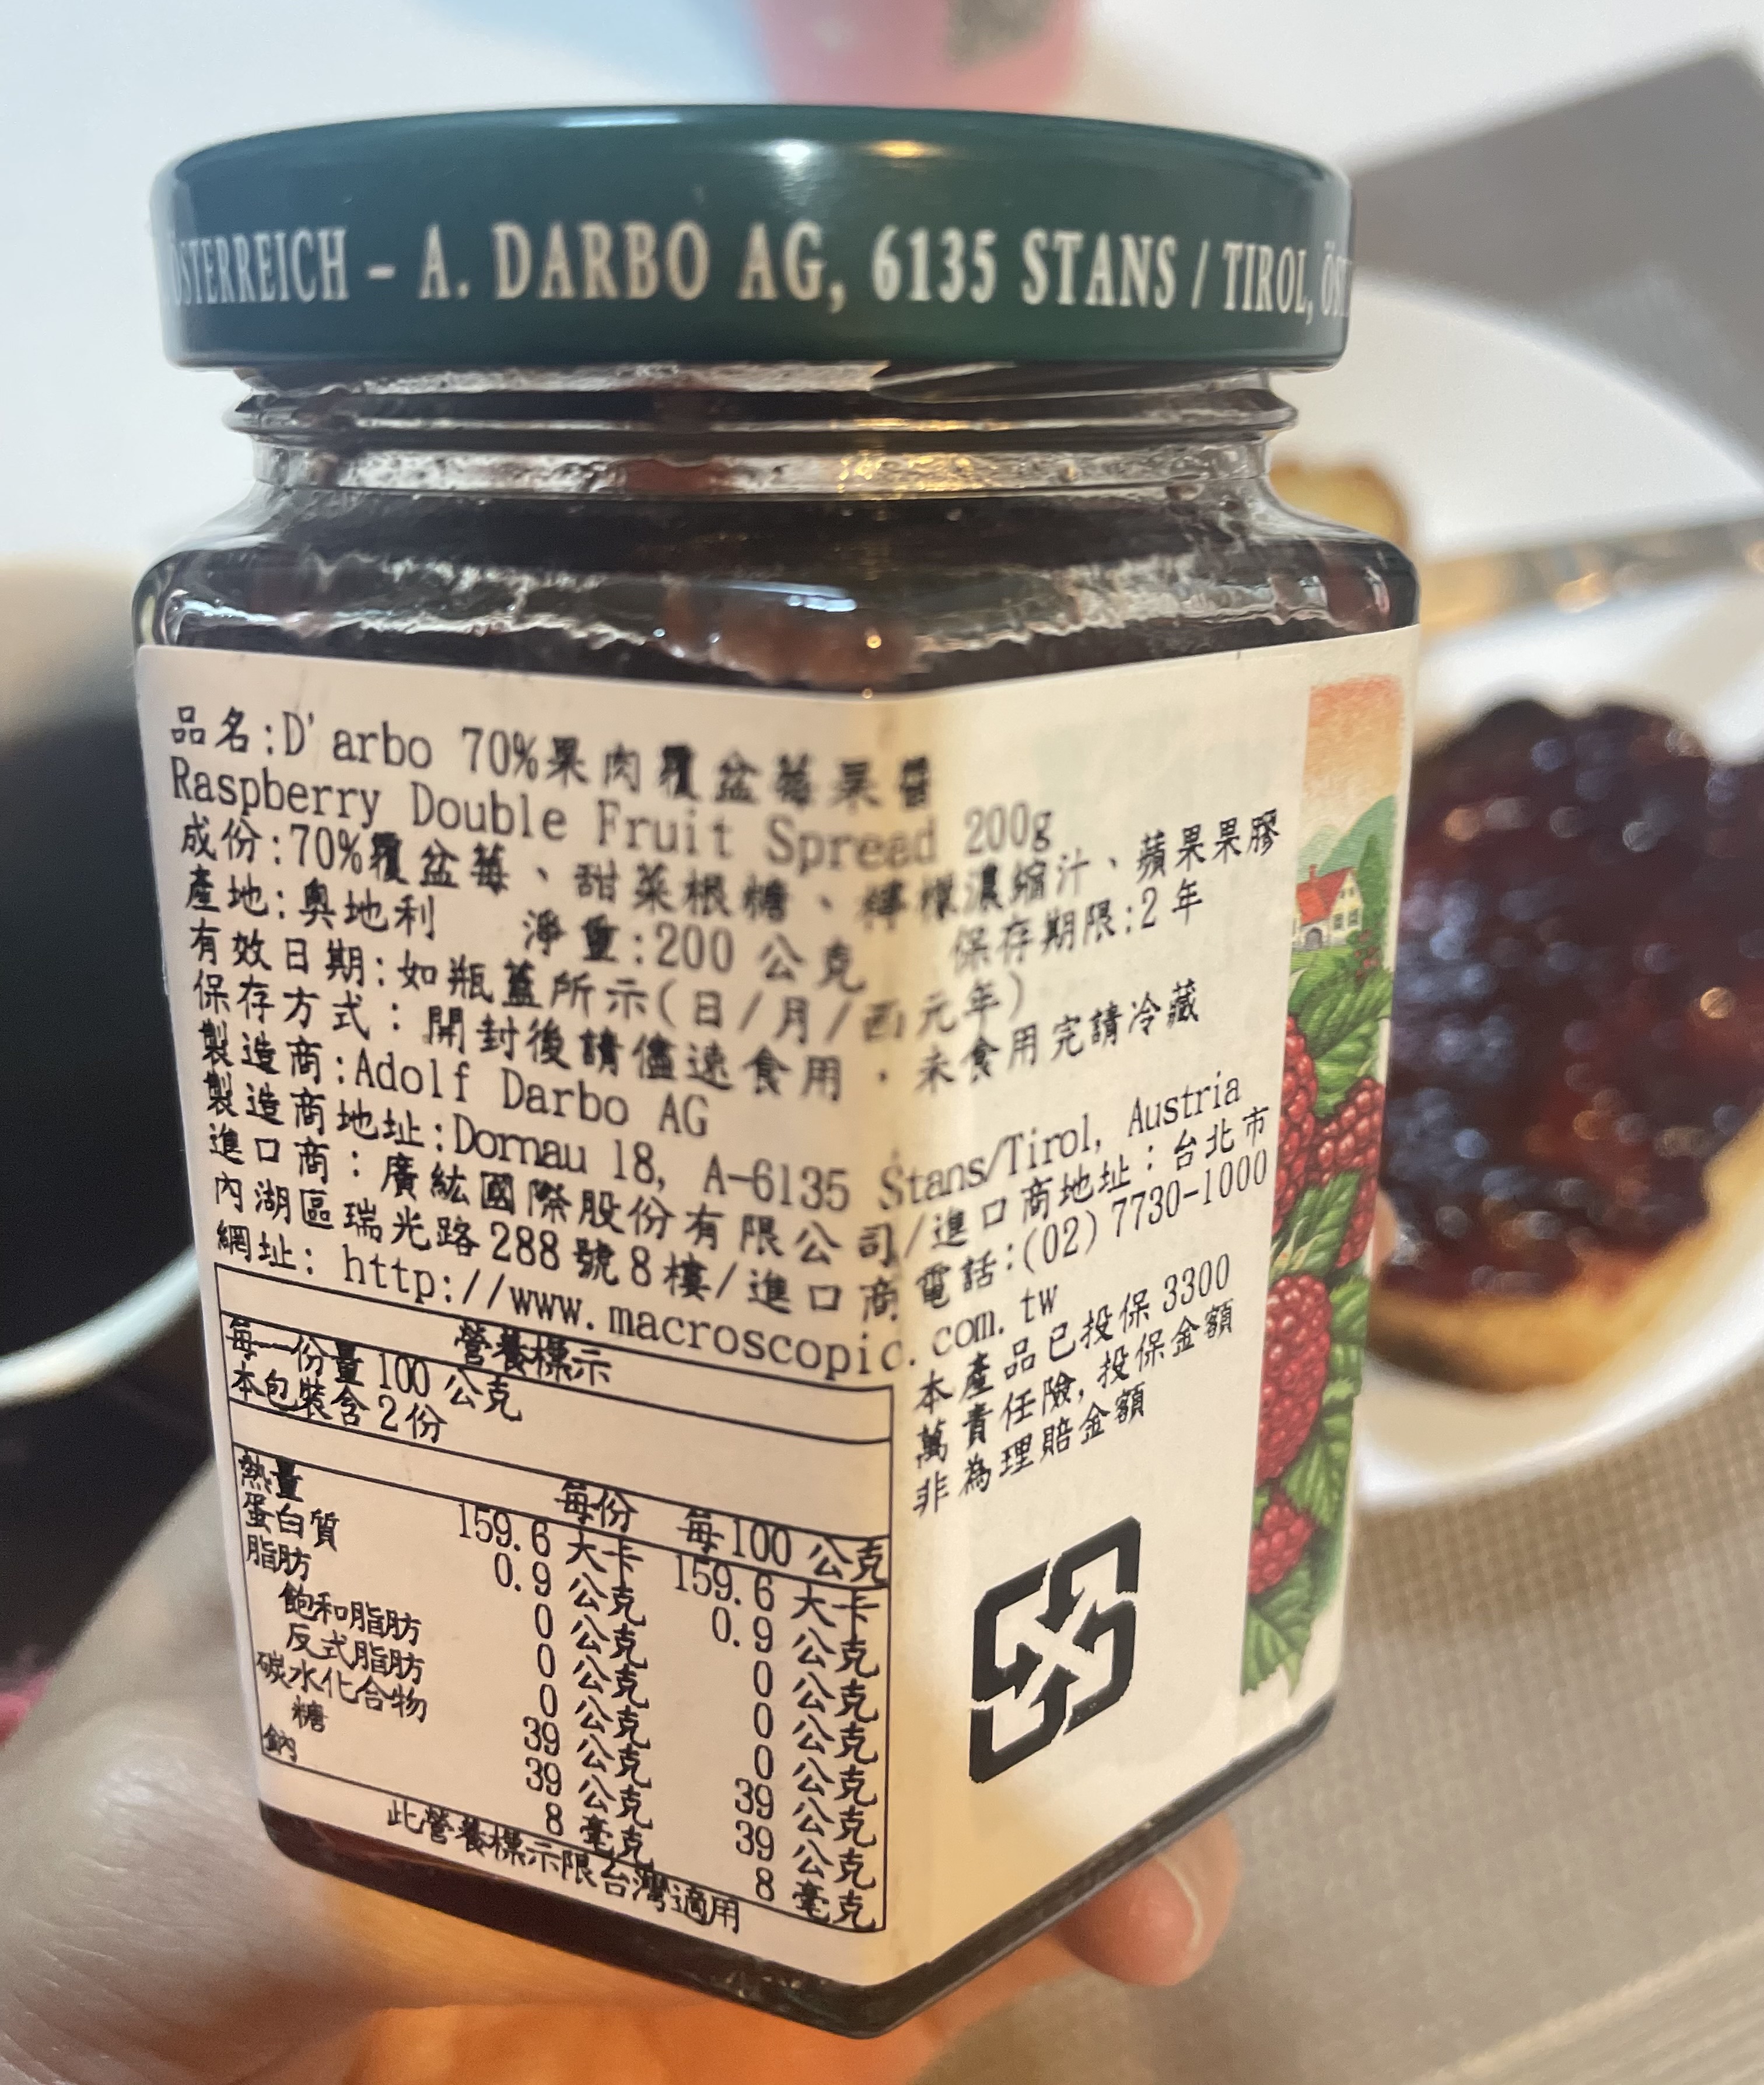 ÖSTERREICH – A. DARBO AG, 6135 STANS / TIROL, ÖST
品名:D'arbo 70%果肉覆盆莓果醬
Raspberry Double Fruit Spread 200g
成份:70%覆盆莓、甜菜根糖、檸檬濃縮汁、蘋果果膠
產地:奧地利 淨重:200 公克 保存期限:2 年
有效日期:如瓶蓋所示(日/月/西元年)
保存方式:開封後請儘速食用,未食用完請冷藏
製造商:Adolf Darbo AG
製造商地址:Dornau 18, A-6135 Stans/Tirol, Austria
進口商:廣紘國際股份有限公司/進口商地址:台北市
內湖區瑞光路288號8樓/進口商電話:(02) 7730-1000
網址: http://www.macroscopic.com.tw
營養標示
每一份量 100 公克
本包裝含 2 份
每份 每 100 公克
熱量 159.6 大卡 159.6 大卡
蛋白質 0.9 公克 0.9 公克
脂肪 0 公克 0 公克
飽和脂肪 0 公克 0 公克
反式脂肪 0 公克 0 公克
碳水化合物 39 公克 39 公克
糖 39 公克 39 公克
鈉 8 毫克 8 毫克
此營養標示限台灣適用
本產品已投保 3300
萬責任險,投保金額
非為理賠金額